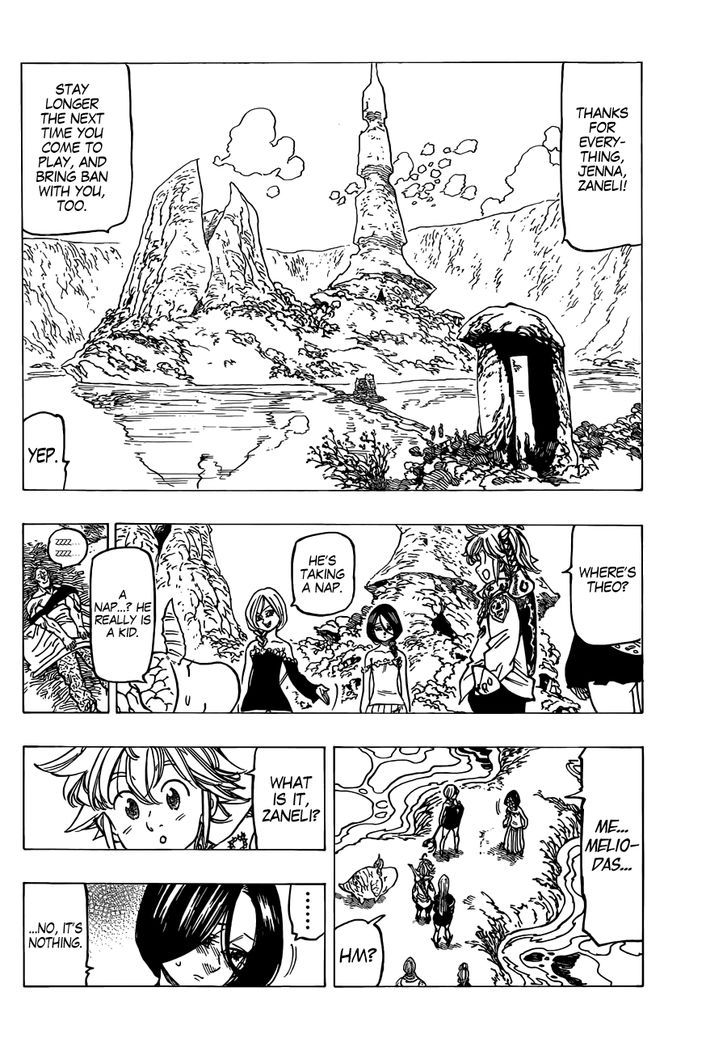 THANKS
FOR
EVERY-
THING,
JENNA,
ZANELI!
STAY
LONGER
THE NEXT
TIME YOU
COME TO
PLAY, AND
BRING BAN
WITH YOU,
TOO.
YEP.
WHERE'S
THEO?
HE'S
TAKING
A NAP.
A
NAP...? HE
REALLY IS
A KID.
ZZZZ...
ZZZZ...
ME...
MELIO-
DAS...
HM?
WHAT
IS IT,
ZANELI?
......
...NO, IT'S
NOTHING.